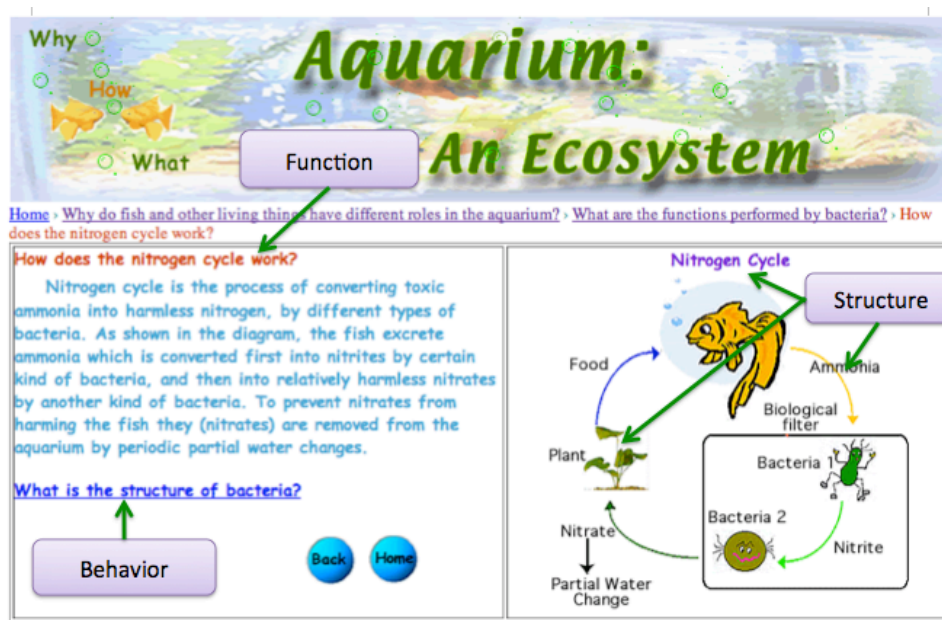 Why
Aquarium:
How
What
Function
An Ecosystem
Home › Why do fish and other living things have different roles in the aquarium? › What are the functions performed by bacteria? › How
does the nitrogen cycle work?
How does the nitrogen cycle work?
Nitrogen cycle is the process of converting toxic
ammonia into harmless nitrogen, by different types of
bacteria. As shown in the diagram, the fish excrete
ammonia which is converted first into nitrites by certain
kind of bacteria, and then into relatively harmless nitrates
by another kind of bacteria. To prevent nitrates from
harming the fish they (nitrates) are removed from the
aquarium by periodic partial water changes.
What is the structure of bacteria?
Behavior
Back
Home
Nitrogen Cycle
Structure
Food
Ammonia
Biological
filter
Plant
Bacteria 1
Bacteria 2
Nitrate
Nitrite
Partial Water
Change